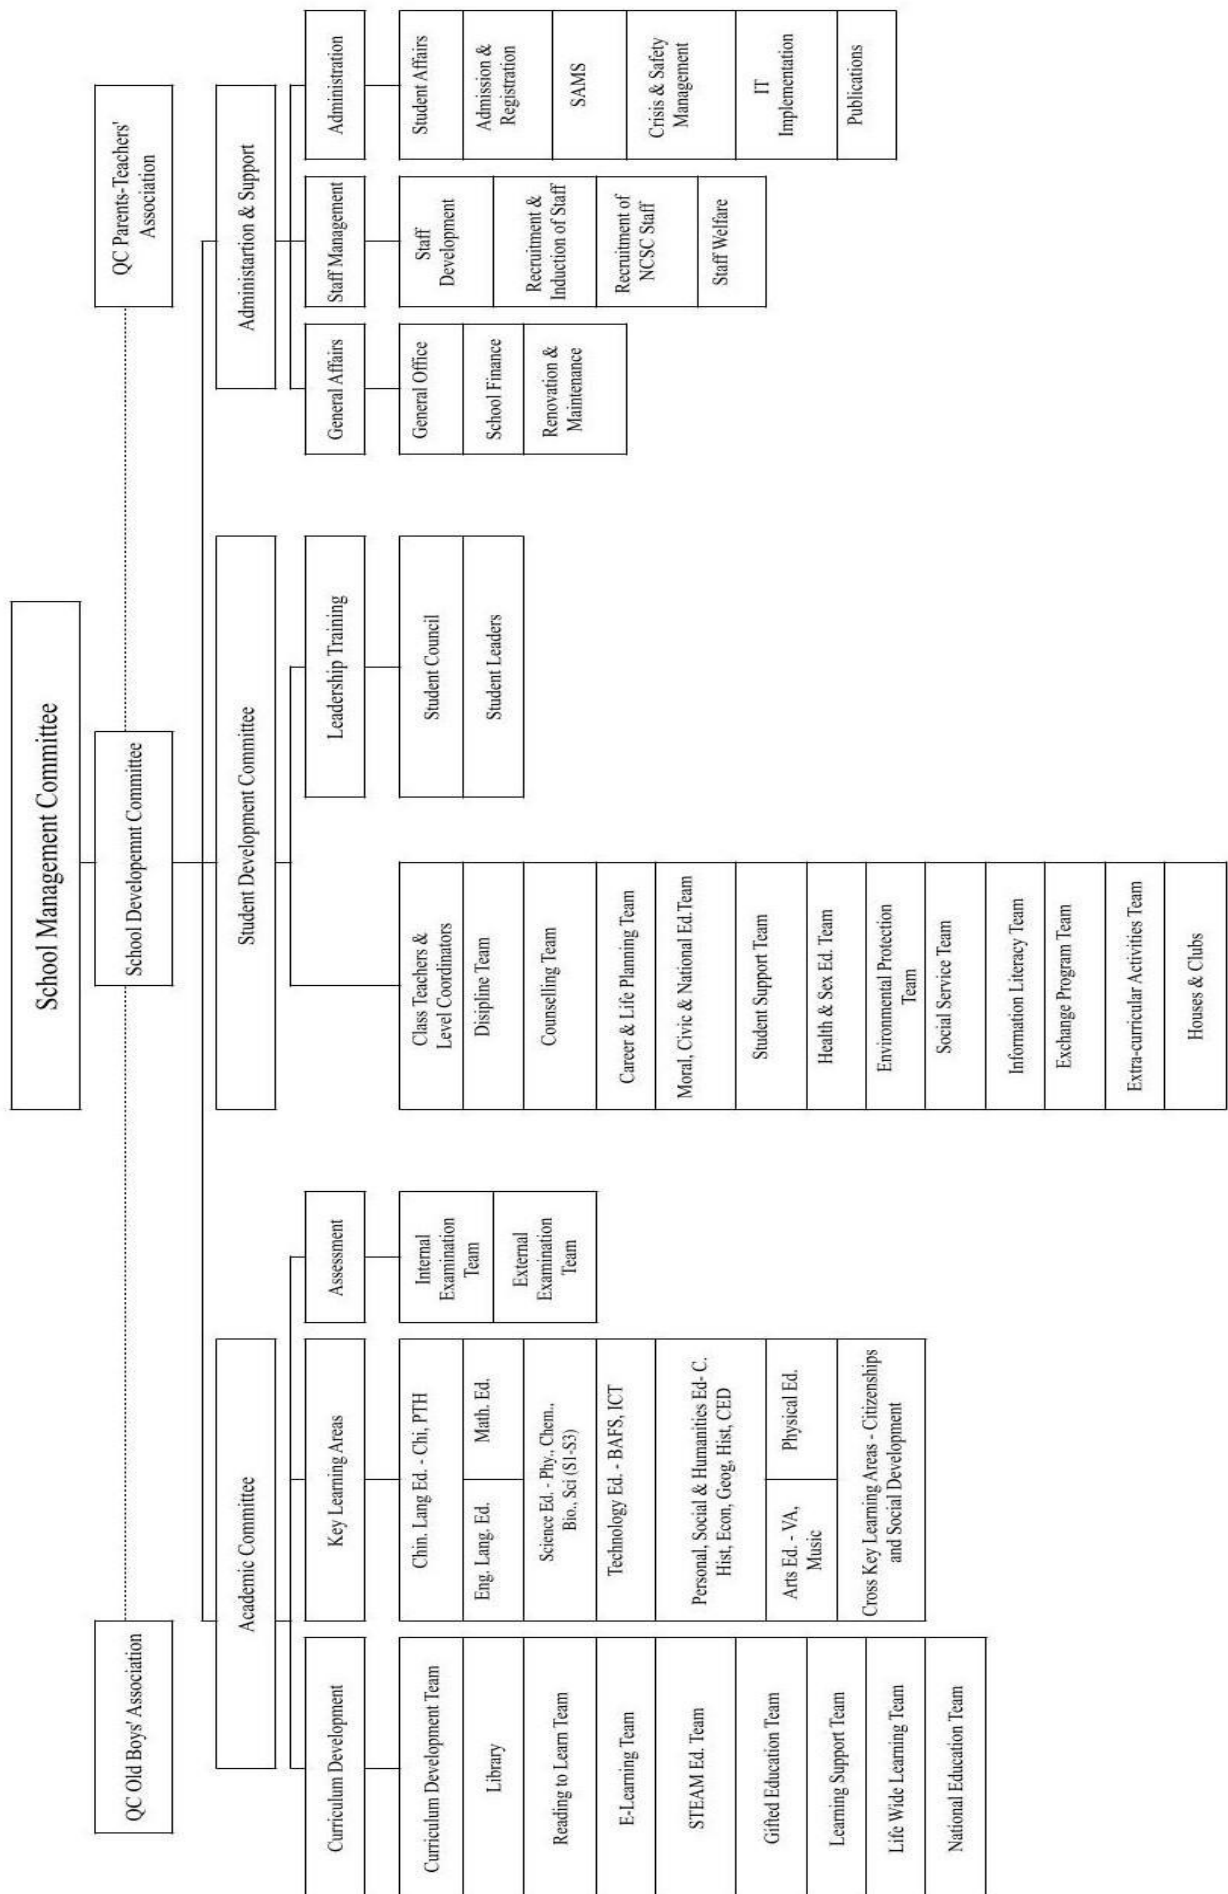 School Management Committee
QC Old Boys' Association
School Developemnt Committee
QC Parents-Teachers'
Association
Academic Committee
Student Development Committee
Administartion & Support
Curriculum Development
Key Learning Areas
Assessment
Leadership Training
General Affairs
Staff Management
Administration
Curriculum Development Team
Library
Reading to Learn Team
E-Learning Team
STEAM Ed. Team
Gifted Education Team
Learning Support Team
Life Wide Learning Team
National Education Team
Chin. Lang Ed. - Chi, PTH
Eng. Lang. Ed.
Math. Ed.
Science Ed. - Phy., Chem.,
Bio., Sci (S1-S3)
Technology Ed. - BAFS, ICT
Personal, Social & Humanities Ed- C.
Hist, Econ, Geog, Hist, CED
Arts Ed. - VA,
Music
Physical Ed.
Cross Key Learning Areas - Citizenships
and Social Development
Internal
Examination
Team
External
Examination
Team
Class Teachers &
Level Coordinators
Disipline Team
Counselling Team
Career & Life Planning Team
Moral, Civic & National Ed.Team
Student Support Team
Health & Sex Ed. Team
Environmental Protection
Team
Social Service Team
Information Literacy Team
Exchange Program Team
Extra-curricular Activities Team
Houses & Clubs
Student Council
Student Leaders
General Office
School Finance
Renovation &
Maintenance
Staff
Development
Recruitment &
Induction of Staff
Recruitment of
NCSC Staff
Staff Welfare
Student Affairs
Admission &
Registration
SAMS
Crisis & Safety
Management
IT
Implementation
Publications